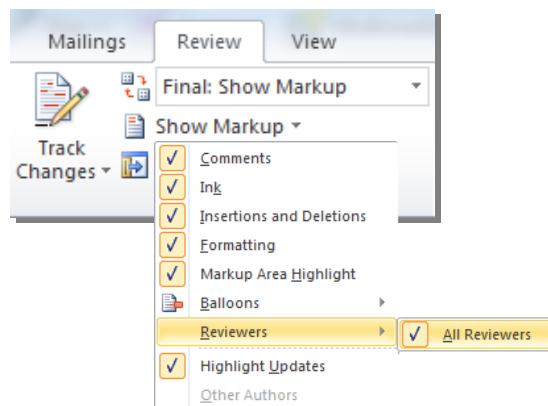 Mailings Review View
Final: Show Markup
Show Markup
Track
Changes
Comments
Ink
Insertions and Deletions
Formatting
Markup Area Highlight
Balloons
Reviewers All Reviewers
Highlight Updates
Other Authors